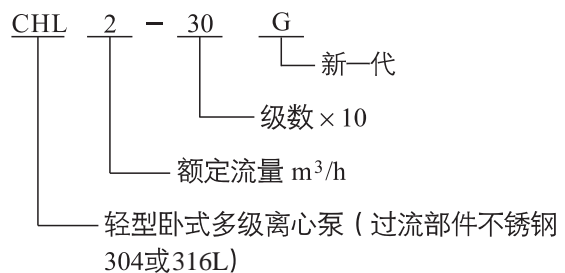 CHL 2 - 30 G
新一代
级数 × 10
额定流量 m³/h
轻型卧式多级离心泵（过流部件不锈钢
304或316L）